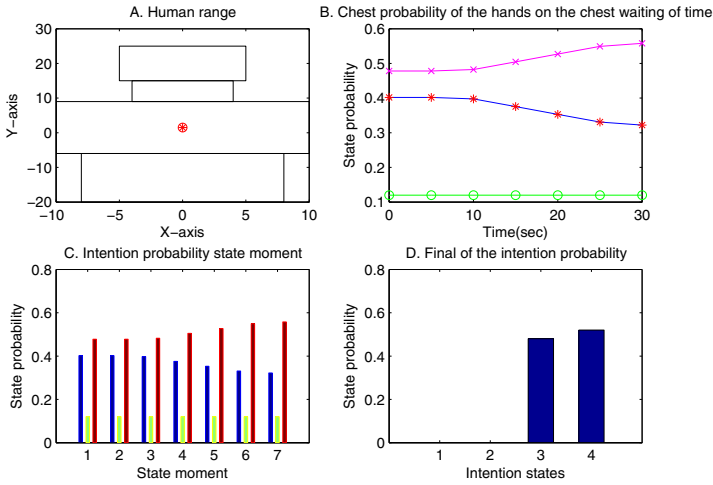 A. Human range
30
20
10
0
−10
−20
Y−axis
−10 −5 0 5 10
X−axis
B. Chest probability of the hands on the chest waiting of time
0.6
0.5
0.4
0.3
0.2
0.1
State probability
0 10 20 30
Time(sec)
C. Intention probability state moment
0.8
0.6
0.4
0.2
0
State probability
1 2 3 4 5 6 7
State moment
D. Final of the intention probability
0.8
0.6
0.4
0.2
0
State probability
1 2 3 4
Intention states